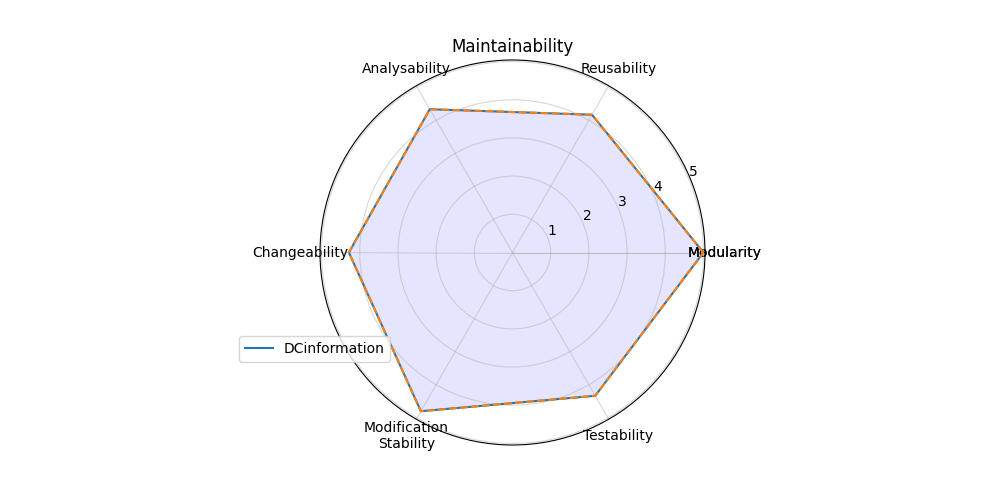 Maintainability
Analysability
Reusability
5
4
3
2
1
Changeability
Modularity
DCinformation
Modification
Stability
Testability